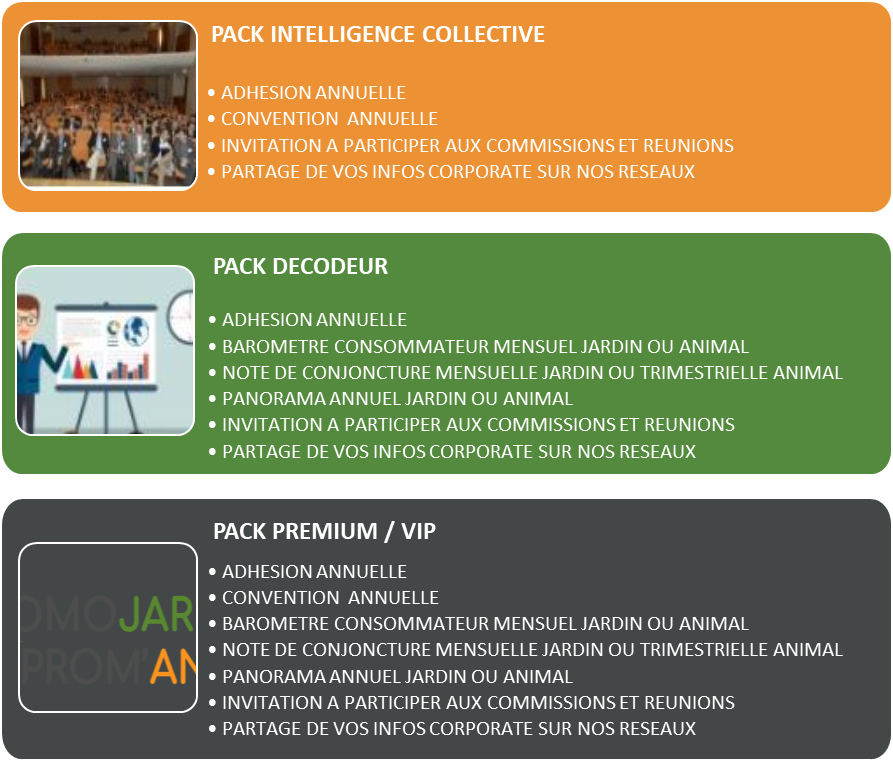 PACK INTELLIGENCE COLLECTIVE
• ADHESION ANNUELLE
• CONVENTION ANNUELLE
• INVITATION A PARTICIPER AUX COMMISSIONS ET REUNIONS
• PARTAGE DE VOS INFOS CORPORATE SUR NOS RESEAUX
PACK DECODEUR
• ADHESION ANNUELLE
• BAROMETRE CONSOMMATEUR MENSUEL JARDIN OU ANIMAL
• NOTE DE CONJONCTURE MENSUELLE JARDIN OU TRIMESTRIELLE ANIMAL
• PANORAMA ANNUEL JARDIN OU ANIMAL
• INVITATION A PARTICIPER AUX COMMISSIONS ET REUNIONS
• PARTAGE DE VOS INFOS CORPORATE SUR NOS RESEAUX
PACK PREMIUM / VIP
• ADHESION ANNUELLE
• CONVENTION ANNUELLE
• BAROMETRE CONSOMMATEUR MENSUEL JARDIN OU ANIMAL
• NOTE DE CONJONCTURE MENSUELLE JARDIN OU TRIMESTRIELLE ANIMAL
• PANORAMA ANNUEL JARDIN OU ANIMAL
• INVITATION A PARTICIPER AUX COMMISSIONS ET REUNIONS
• PARTAGE DE VOS INFOS CORPORATE SUR NOS RESEAUX
OMOJAR
PROM'AN